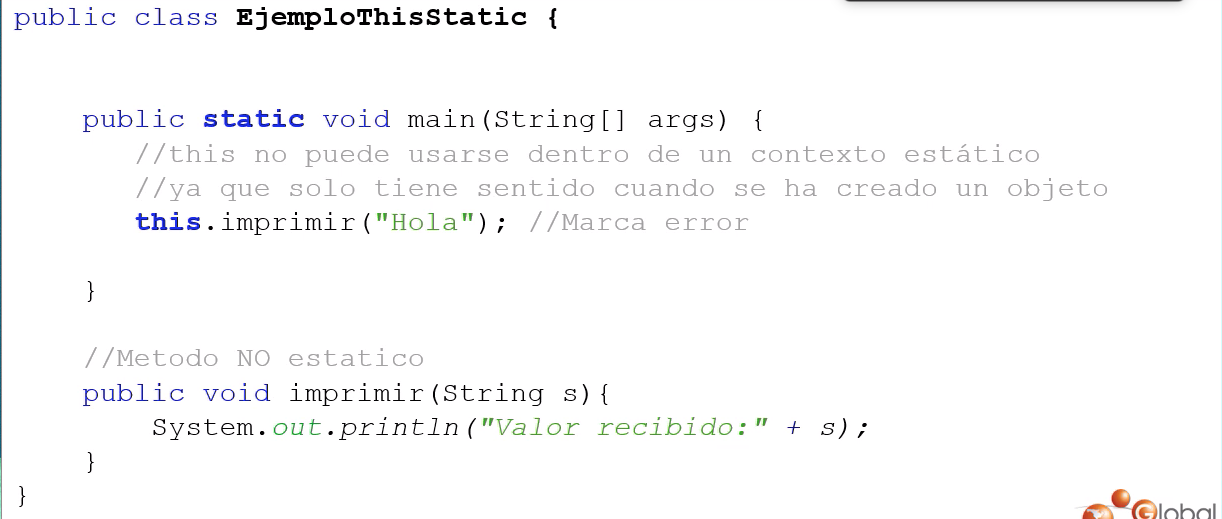 public class EjemploThisStatic {
public static void main(String[] args) {
//this no puede usarse dentro de un contexto estático
//ya que solo tiene sentido cuando se ha creado un objeto
this.imprimir("Hola"); //Marca error
}
//Metodo NO estatico
public void imprimir(String s){
System.out.println("Valor recibido:" + s);
}
}
Global